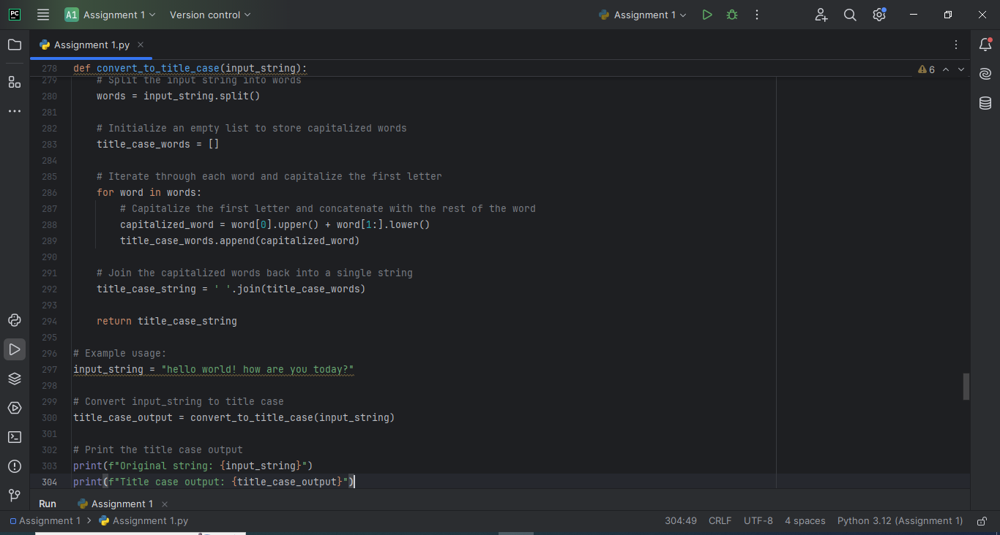 PC A1 Assignment 1 Version control Assignment 1
Assignment 1.py
278 def convert_to_title_case(input_string): 6
279     # Split the input string into words
280     words = input_string.split()
281
282     # Initialize an empty list to store capitalized words
283     title_case_words = []
284
285     # Iterate through each word and capitalize the first letter
286     for word in words:
287         # Capitalize the first letter and concatenate with the rest of the word
288         capitalized_word = word[0].upper() + word[1:].lower()
289         title_case_words.append(capitalized_word)
290
291     # Join the capitalized words back into a single string
292     title_case_string = ' '.join(title_case_words)
293
294     return title_case_string
295
296 # Example usage:
297 input_string = "hello world! how are you today?"
298
299 # Convert input_string to title case
300 title_case_output = convert_to_title_case(input_string)
301
302 # Print the title case output
303 print(f"Original string: {input_string}")
304 print(f"Title case output: {title_case_output}")
Run Assignment 1
Assignment 1 > Assignment 1.py 304:49 CRLF UTF-8 4 spaces Python 3.12 (Assignment 1)